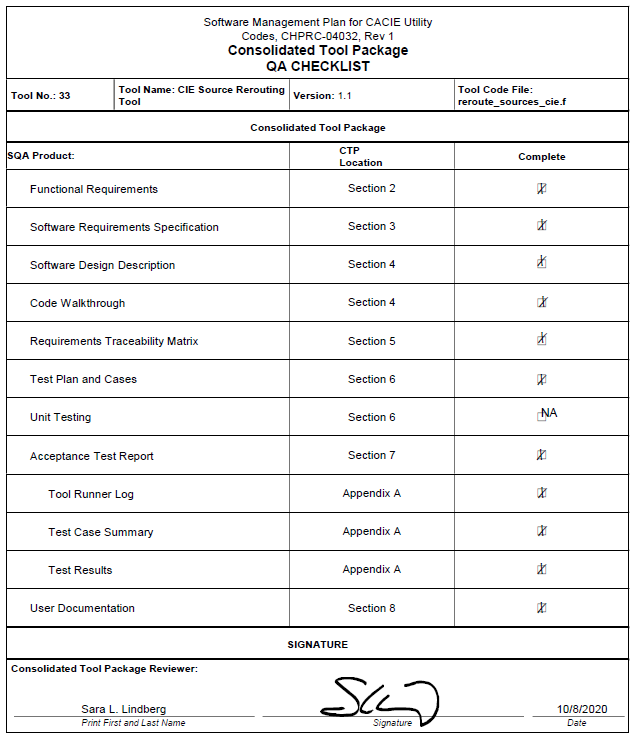 Software Management Plan for CACIE Utility
Codes, CHPRC-04032, Rev 1
Consolidated Tool Package
QA CHECKLIST
Tool No.: 33
Tool Name: CIE Source Rerouting
Tool
Version: 1.1
Tool Code File:
reroute_sources_cie.f
Consolidated Tool Package
SQA Product:
CTP
Location
Complete
Functional Requirements Section 2
Software Requirements Specification Section 3
Software Design Description Section 4
Code Walkthrough Section 4
Requirements Traceability Matrix Section 5
Test Plan and Cases Section 6
Unit Testing Section 6 NA
Acceptance Test Report Section 7
Tool Runner Log Appendix A
Test Case Summary Appendix A
Test Results Appendix A
User Documentation Section 8
SIGNATURE
Consolidated Tool Package Reviewer:
Sara L. Lindberg 10/8/2020
Print First and Last Name Signature Date